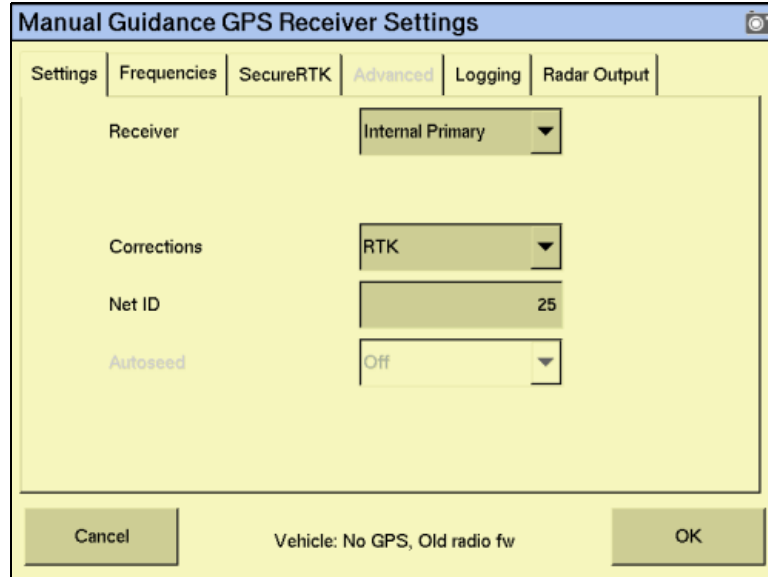 Manual Guidance GPS Receiver Settings
Settings Frequencies SecureRTK Advanced Logging Radar Output
Receiver Internal Primary
Corrections RTK
Net ID 25
Autoseed Off
Cancel Vehicle: No GPS, Old radio fw OK